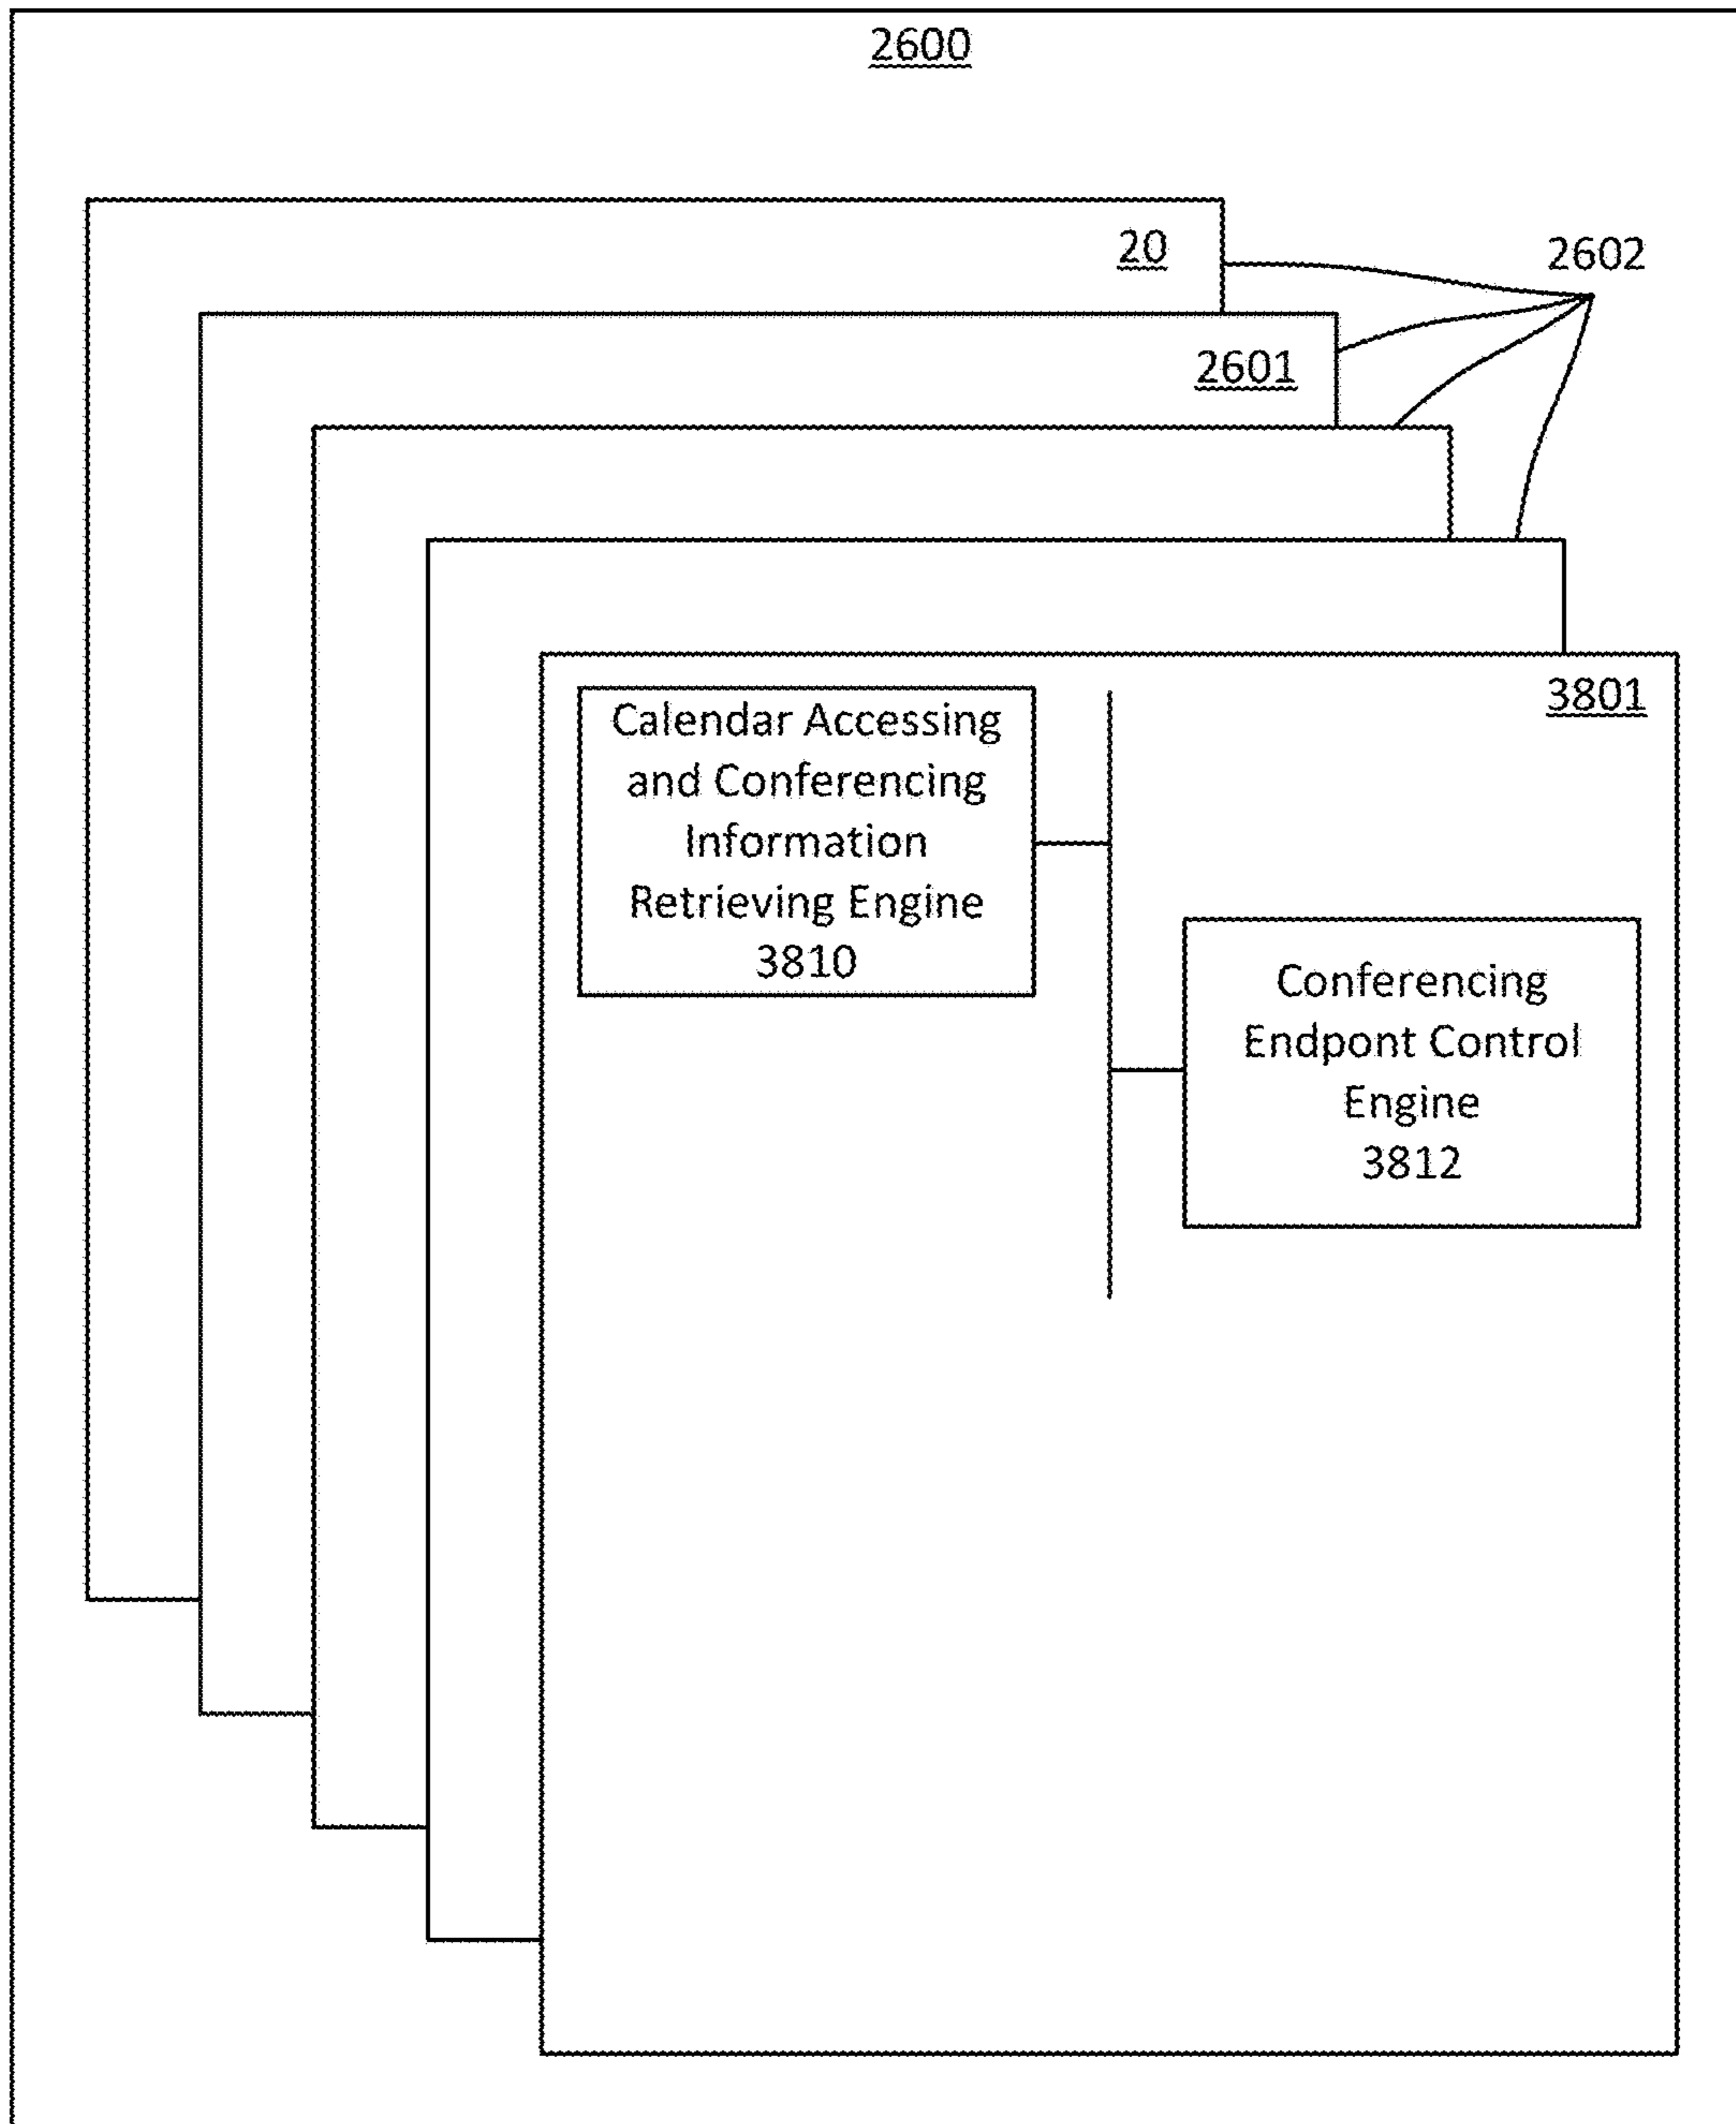 2600
20
2602
2601
3801
Calendar Accessing
and Conferencing
Information
Retrieving Engine
3810
Conferencing
Endpont Control
Engine
3812